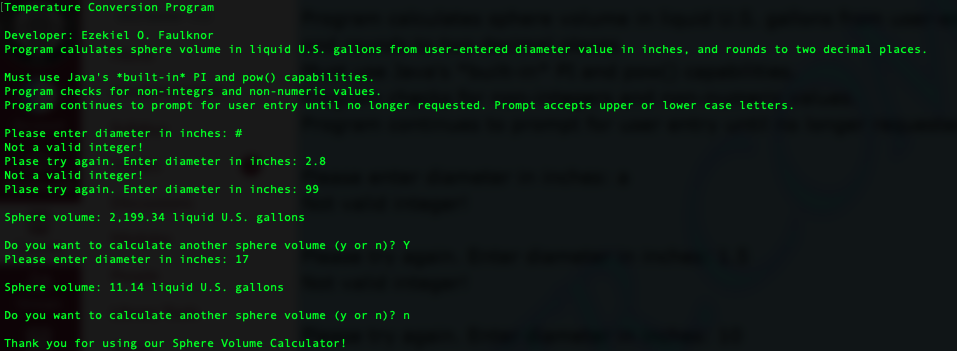 Temperature Conversion Program
Developer: Ezekiel O. Faulknor
Program calulates sphere volume in liquid U.S. gallons from user-entered diameter value in inches, and rounds to two decimal places.
Must use Java's *built-in* PI and pow() capabilities.
Program checks for non-integrs and non-numeric values.
Program continues to prompt for user entry until no longer requested. Prompt accepts upper or lower case letters.
Please enter diameter in inches: #
Not a valid integer!
Plase try again. Enter diameter in inches: 2.8
Not a valid integer!
Plase try again. Enter diameter in inches: 99
Sphere volume: 2,199.34 liquid U.S. gallons
Do you want to calculate another sphere volume (y or n)? Y
Please enter diameter in inches: 17
Sphere volume: 11.14 liquid U.S. gallons
Do you want to calculate another sphere volume (y or n)? n
Thank you for using our Sphere Volume Calculator!